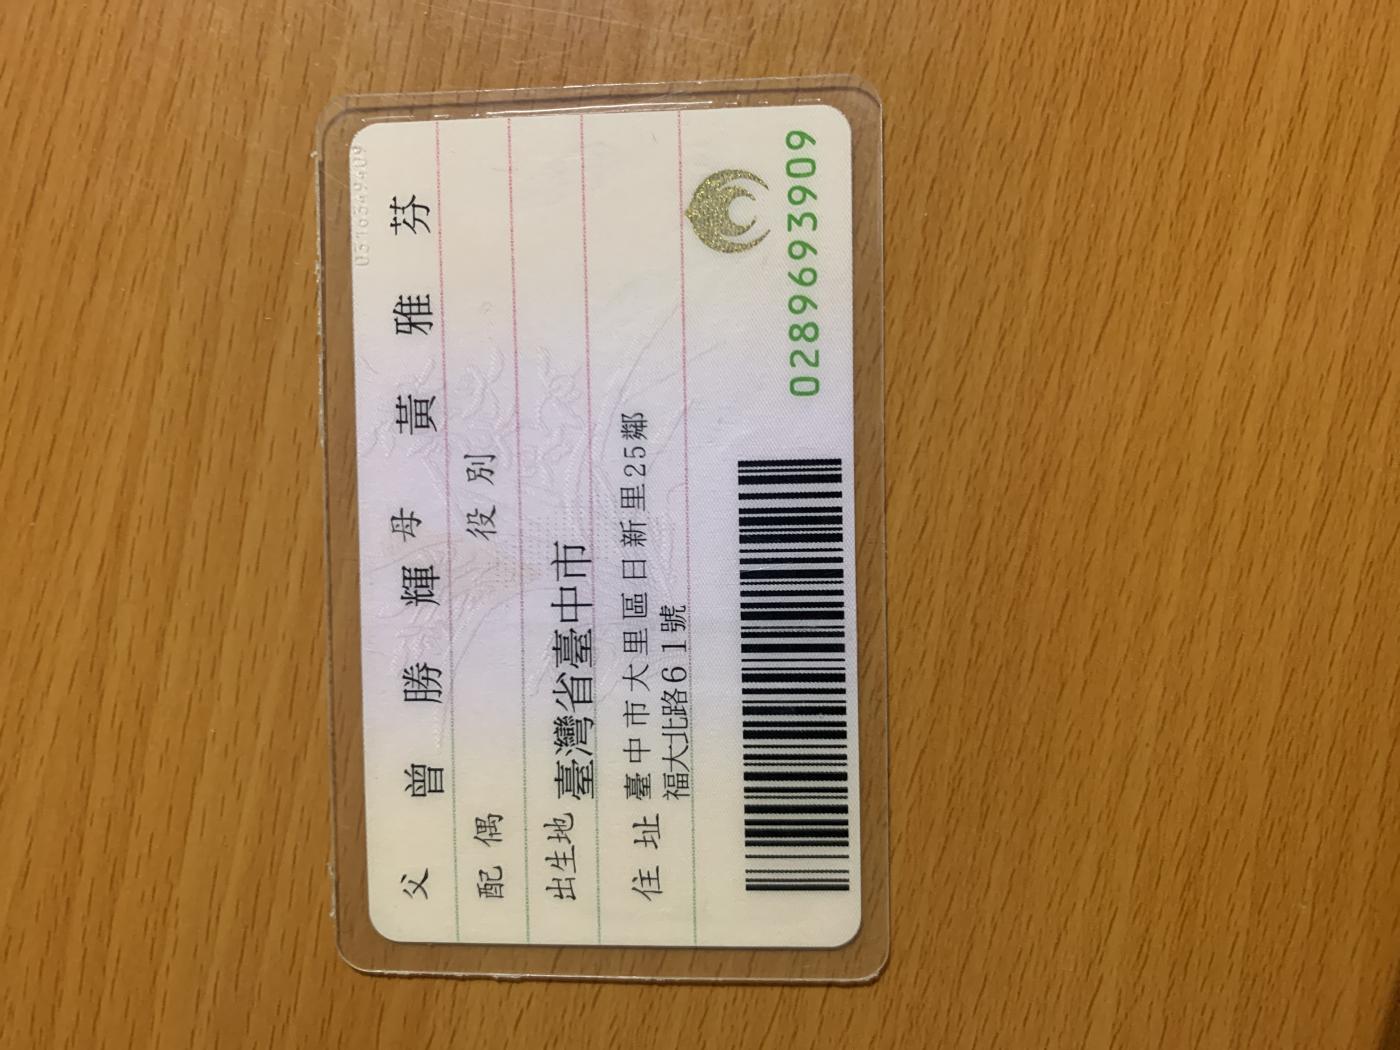 父 曾勝輝 母 黃雅芬
配偶 役別
出生地 臺灣省臺中市
住址 臺中市大里區日新里25鄰
福大北路61號
0289693909